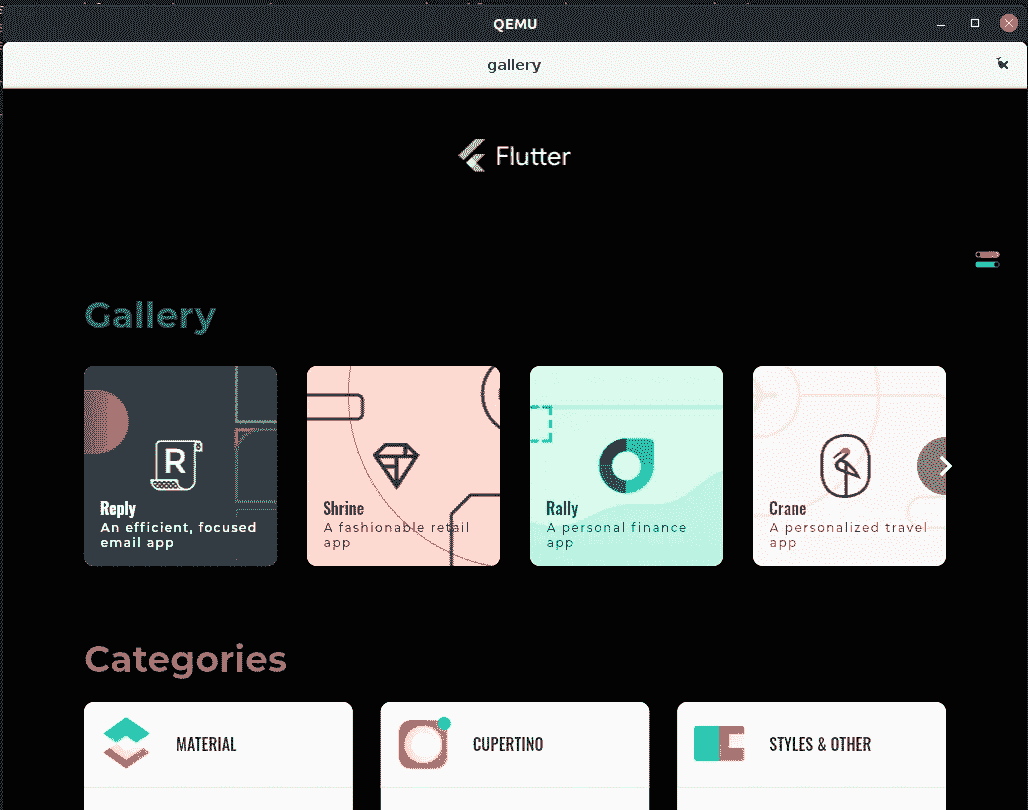 QEMU
gallery
Flutter
Gallery
R
Reply
An efficient, focused
email app
Shrine
A fashionable retail
app
Rally
A personal finance
app
Crane
A personalized travel
app
Categories
MATERIAL
CUPERTINO
STYLES & OTHER